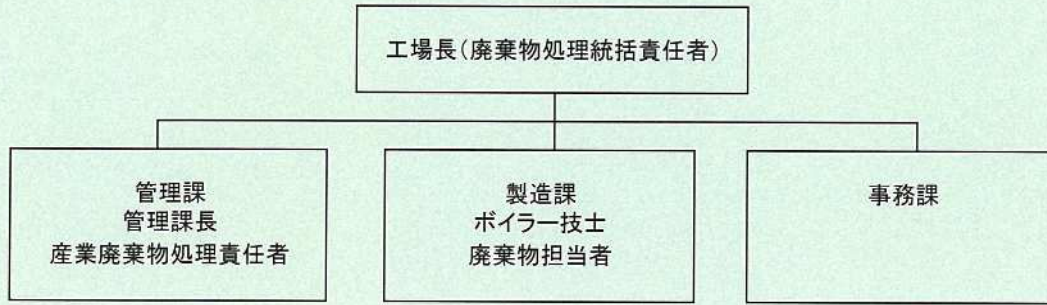 工場長(廃棄物処理統括責任者)
管理課
管理課長
産業廃棄物処理責任者
製造課
ボイラー技士
廃棄物担当者
事務課